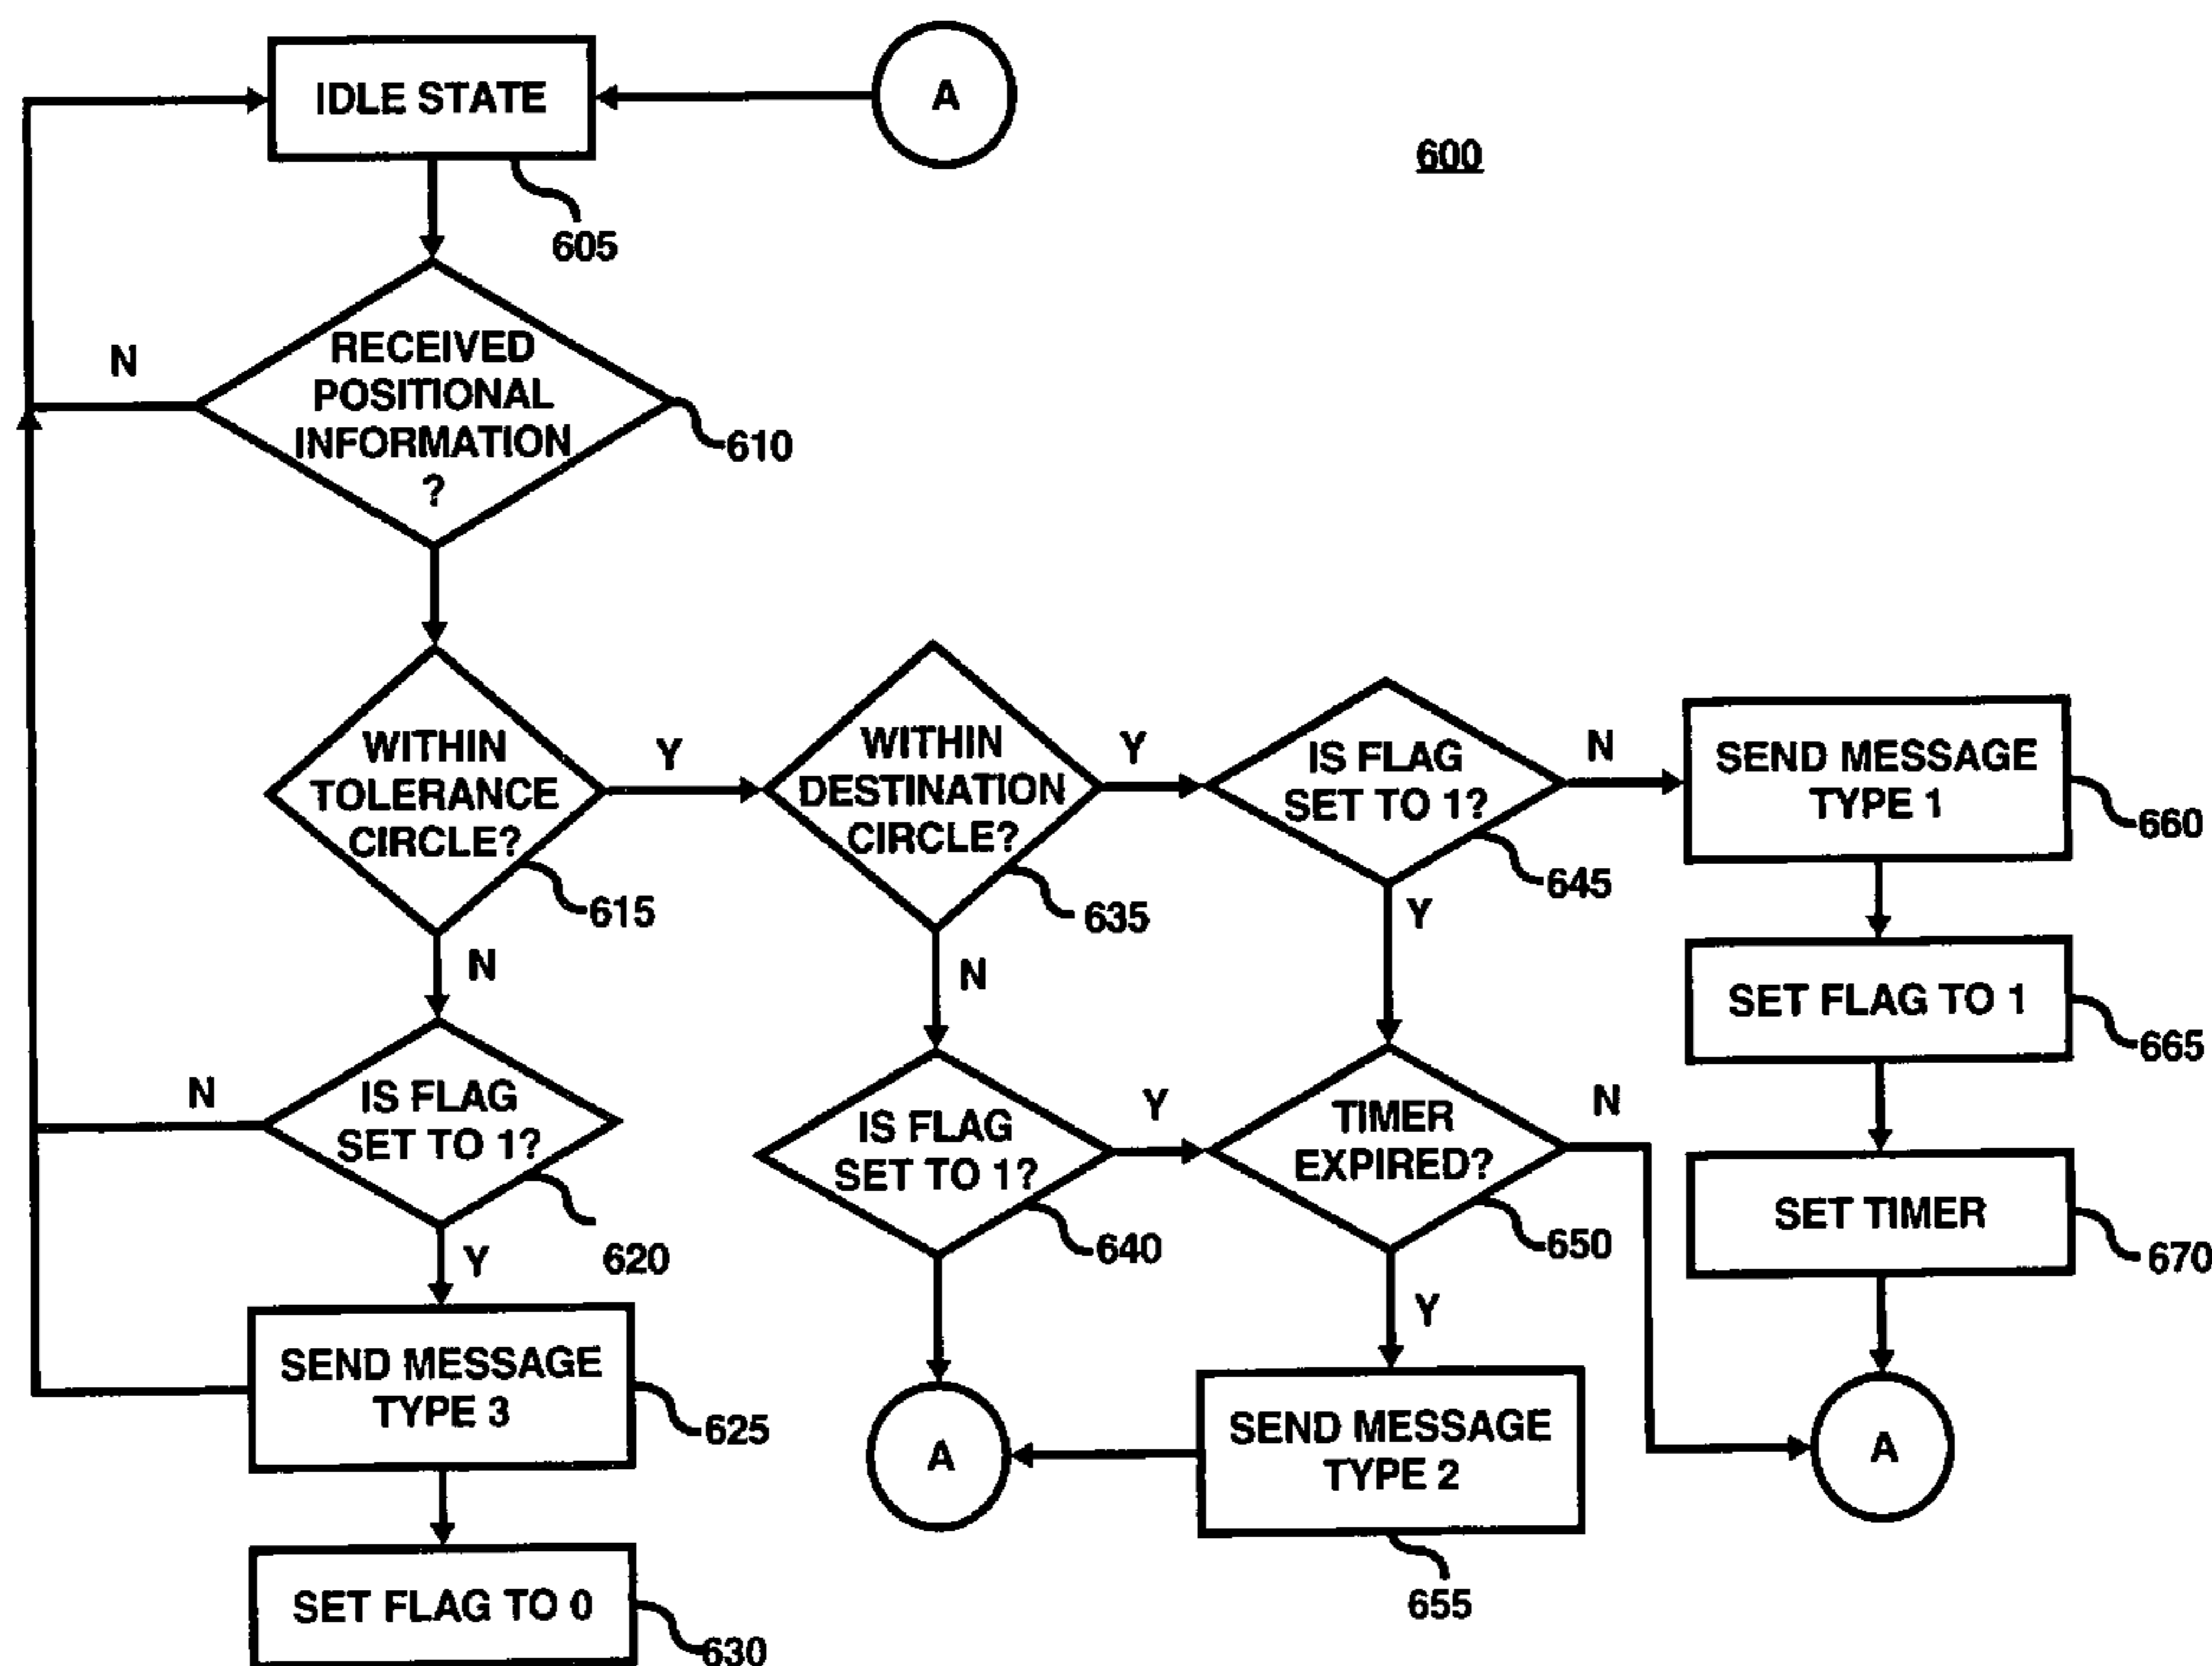 IDLE STATE
A
600
605
RECEIVED
POSITIONAL
INFORMATION
?
N
610
WITHIN
TOLERANCE
CIRCLE?
615
Y
WITHIN
DESTINATION
CIRCLE?
635
Y
IS FLAG
SET TO 1?
645
N
SEND MESSAGE
TYPE 1
660
N
N
Y
SET FLAG TO 1
665
IS FLAG
SET TO 1?
620
N
Y
IS FLAG
SET TO 1?
640
Y
TIMER
EXPIRED?
650
N
Y
SET TIMER
670
SEND MESSAGE
TYPE 3
625
A
SEND MESSAGE
TYPE 2
655
A
SET FLAG TO 0
630